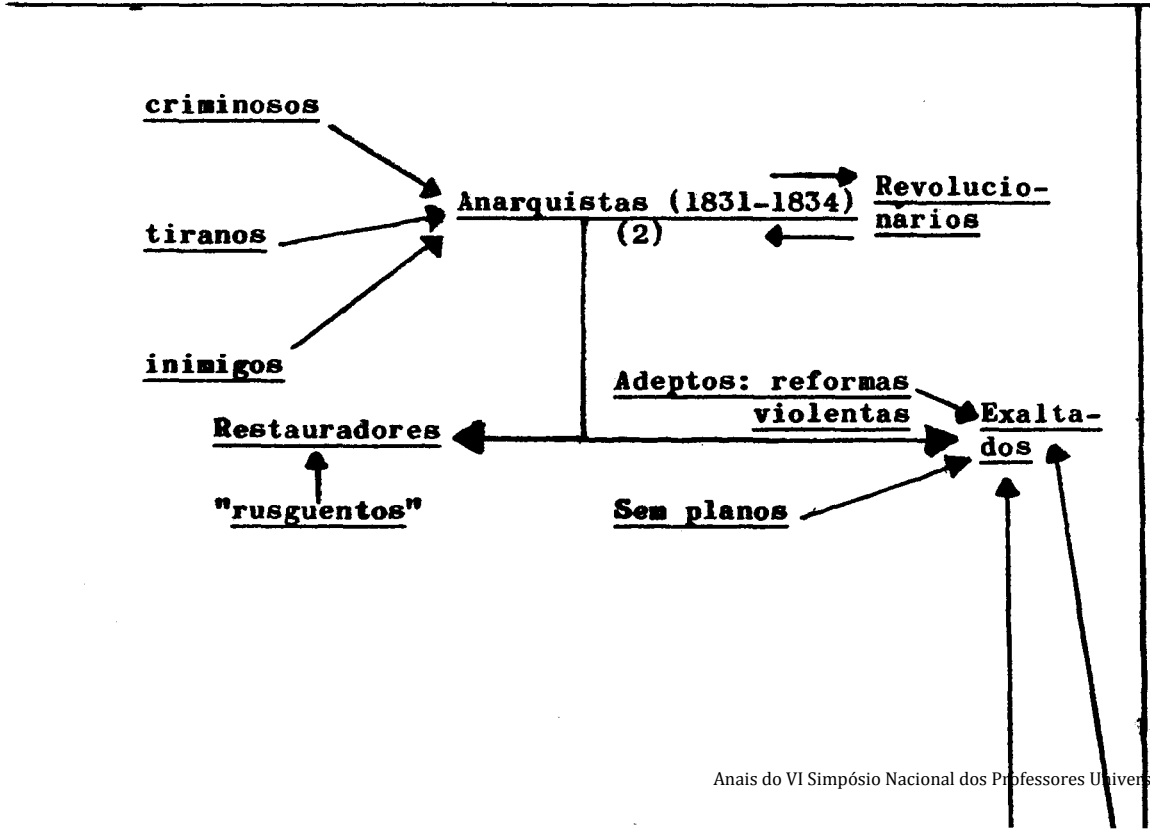 criminosos
Anarquistas (1831-1834)
(2)
Revolucio-
nários
tiranos
inimigos
Adeptos: reformas
violentas
Exalta-
dos
Restauradores
"rusguentos"
Sem planos
Anais do VI Simpósio Nacional dos Professores Univers